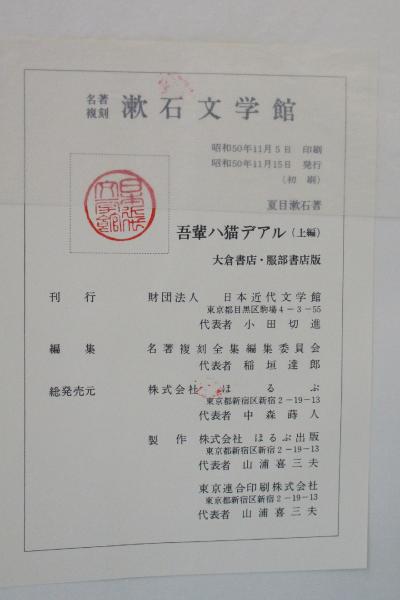 名著複刻 漱石文学館
昭和50年11月5日 印刷
昭和50年11月15日 発行
(初刷)
夏目漱石著
吾輩ハ猫デアル(上編)
大倉書店・服部書店版
日本近代文学館
刊行 財団法人 日本近代文学館
東京都目黒区駒場4-3-55
代表者 小田切進
編集 名著複刻全集編集委員会
代表者 稲垣達郎
総発売元 株式会社 ほるぷ
東京都新宿区新宿2-19-13
代表者 中森蒔人
製作 株式会社 ほるぷ出版
東京都新宿区新宿2-19-13
代表者 山浦喜三夫
東京連合印刷株式会社
東京都新宿区新宿2-19-13
代表者 山浦喜三夫